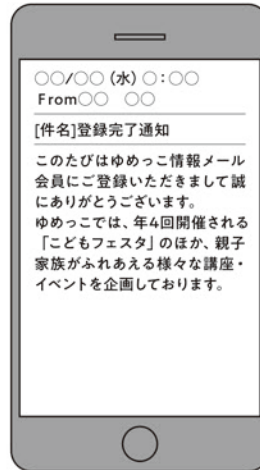 ○○/○○（水）○：○○
From○○　○○
[件名]登録完了通知
このたびはゆめっこ情報メール
会員にご登録いただきまして誠
にありがとうございます。
ゆめっこでは、年4回開催される
「こどもフェスタ」のほか、親子
家族がふれあえる様々な講座・
イベントを企画しております。